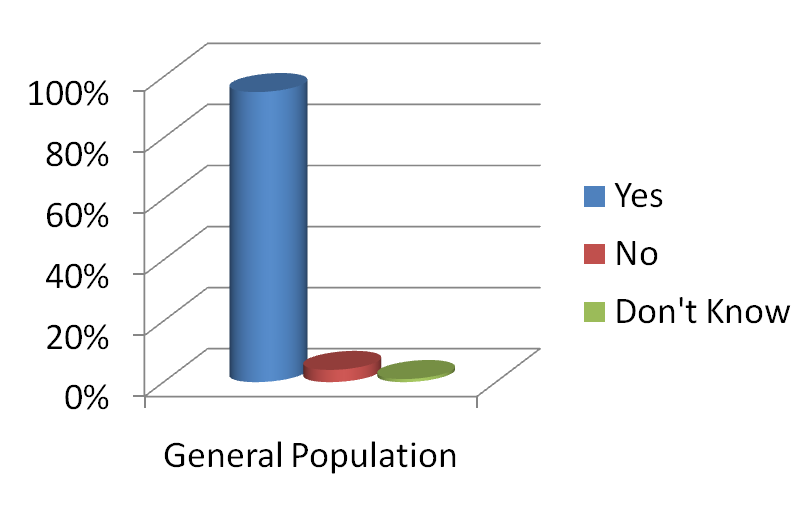 100%
80%
60%
40%
20%
0%
General Population
Yes
No
Don't Know